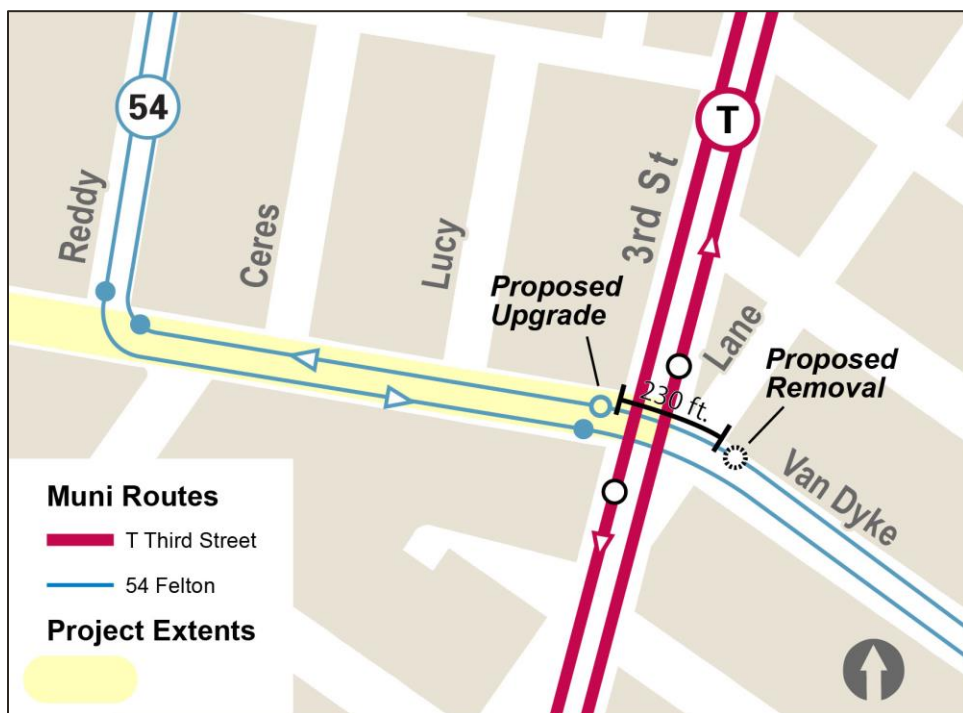 54
T
Reddy
Ceres
Lucy
3rd St
Proposed
Upgrade
Lane
230 ft.
Proposed
Removal
Van Dyke
Muni Routes
T Third Street
54 Felton
Project Extents